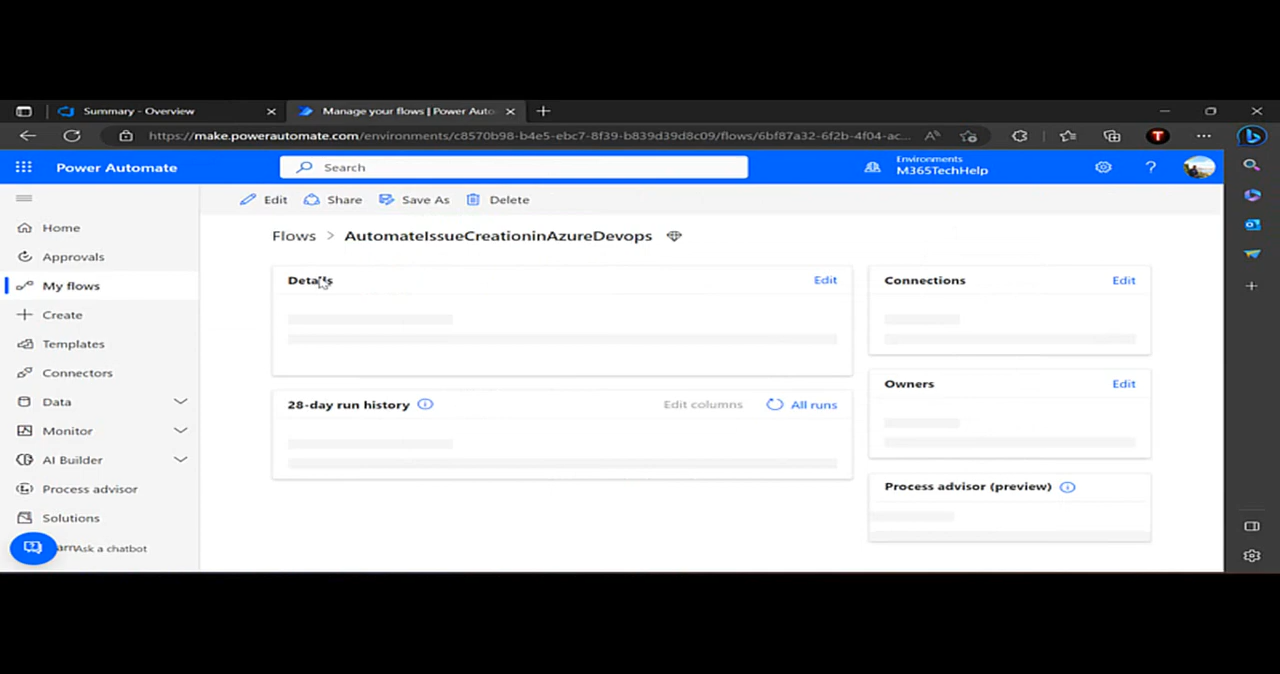 Summary - Overview
Manage your flows | Power Auto
https://make.powerautomate.com/environments/c8570b98-b4e5-ebc7-8f39-b839d39d8c09/flows/6bf87a32-6f2b-4f04-ac...
Power Automate
Search
Environments
M365TechHelp
Edit
Share
Save As
Delete
Home
Approvals
My flows
Create
Templates
Connectors
Data
Monitor
AI Builder
Process advisor
Solutions
Ask a chatbot
Flows > AutomateIssueCreationinAzureDevops
Details
Edit
28-day run history
Edit columns
All runs
Connections
Edit
Owners
Edit
Process advisor (preview)